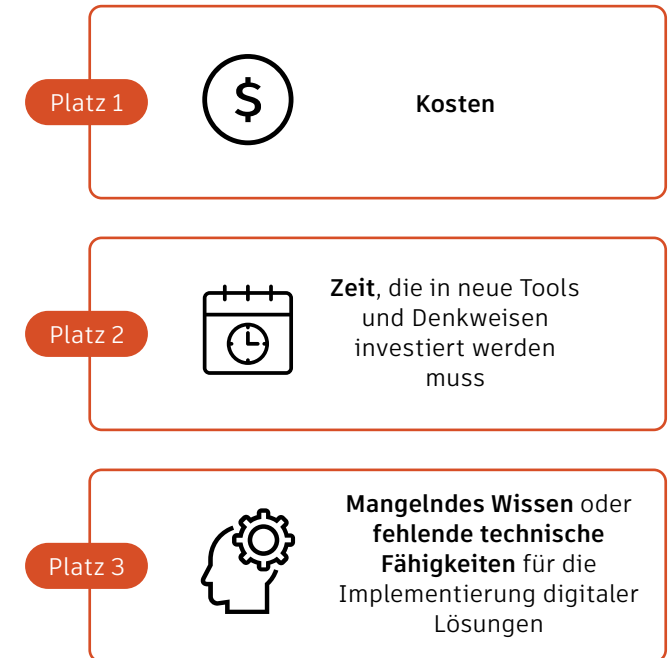 Platz 1
$
Kosten
Platz 2
Zeit, die in neue Tools
und Denkweisen
investiert werden
muss
Platz 3
Mangelndes Wissen oder
fehlende technische
Fähigkeiten für die
Implementierung digitaler
Lösungen